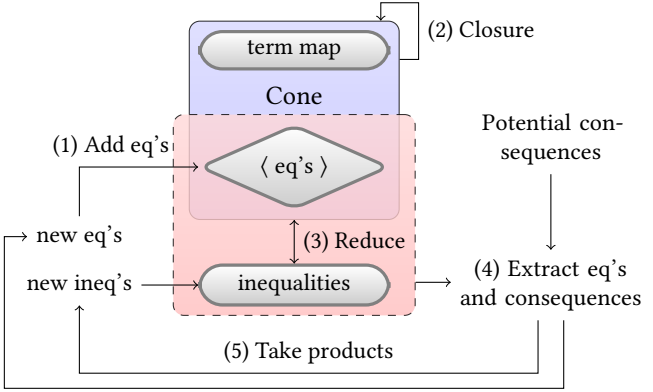 term map
(2) Closure
Cone
(1) Add eq's
⟨ eq's ⟩
Potential con-
sequences
new eq's
(3) Reduce
new ineq's
inequalities
(4) Extract eq's
and consequences
(5) Take products